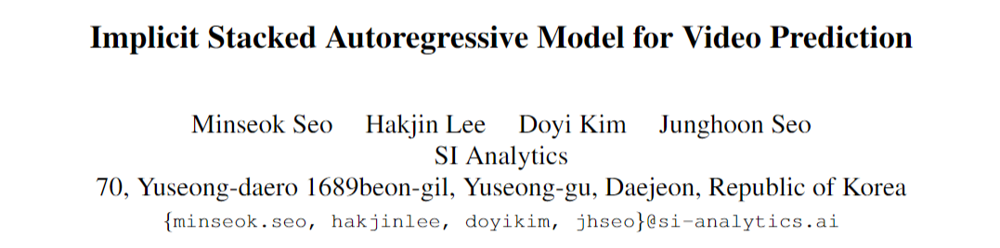 Implicit Stacked Autoregressive Model for Video Prediction
Minseok Seo Hakjin Lee Doyi Kim Junghoon Seo
SI Analytics
70, Yuseong-daero 1689beon-gil, Yuseong-gu, Daejeon, Republic of Korea
{minseok.seo, hakjinlee, doyikim, jhseo}@si-analytics.ai